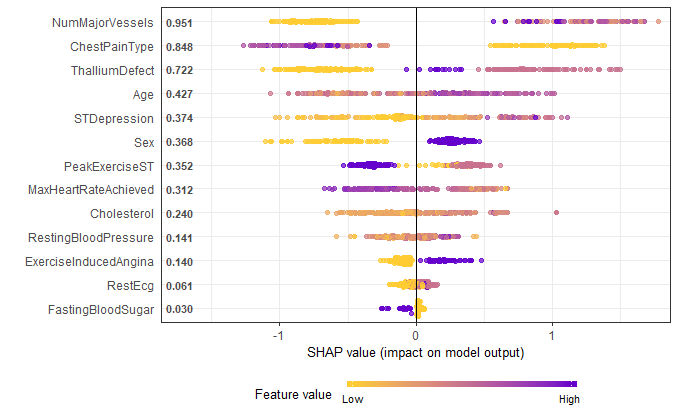 NumMajorVessels 0.951
ChestPainType 0.848
ThalliumDefect 0.722
Age 0.427
STDepression 0.374
Sex 0.368
PeakExerciseST 0.352
MaxHeartRateAchieved 0.312
Cholesterol 0.240
RestingBloodPressure 0.141
ExerciseInducedAngina 0.140
RestEcg 0.061
FastingBloodSugar 0.030
-1 0 1
SHAP value (impact on model output)
Feature value
Low High